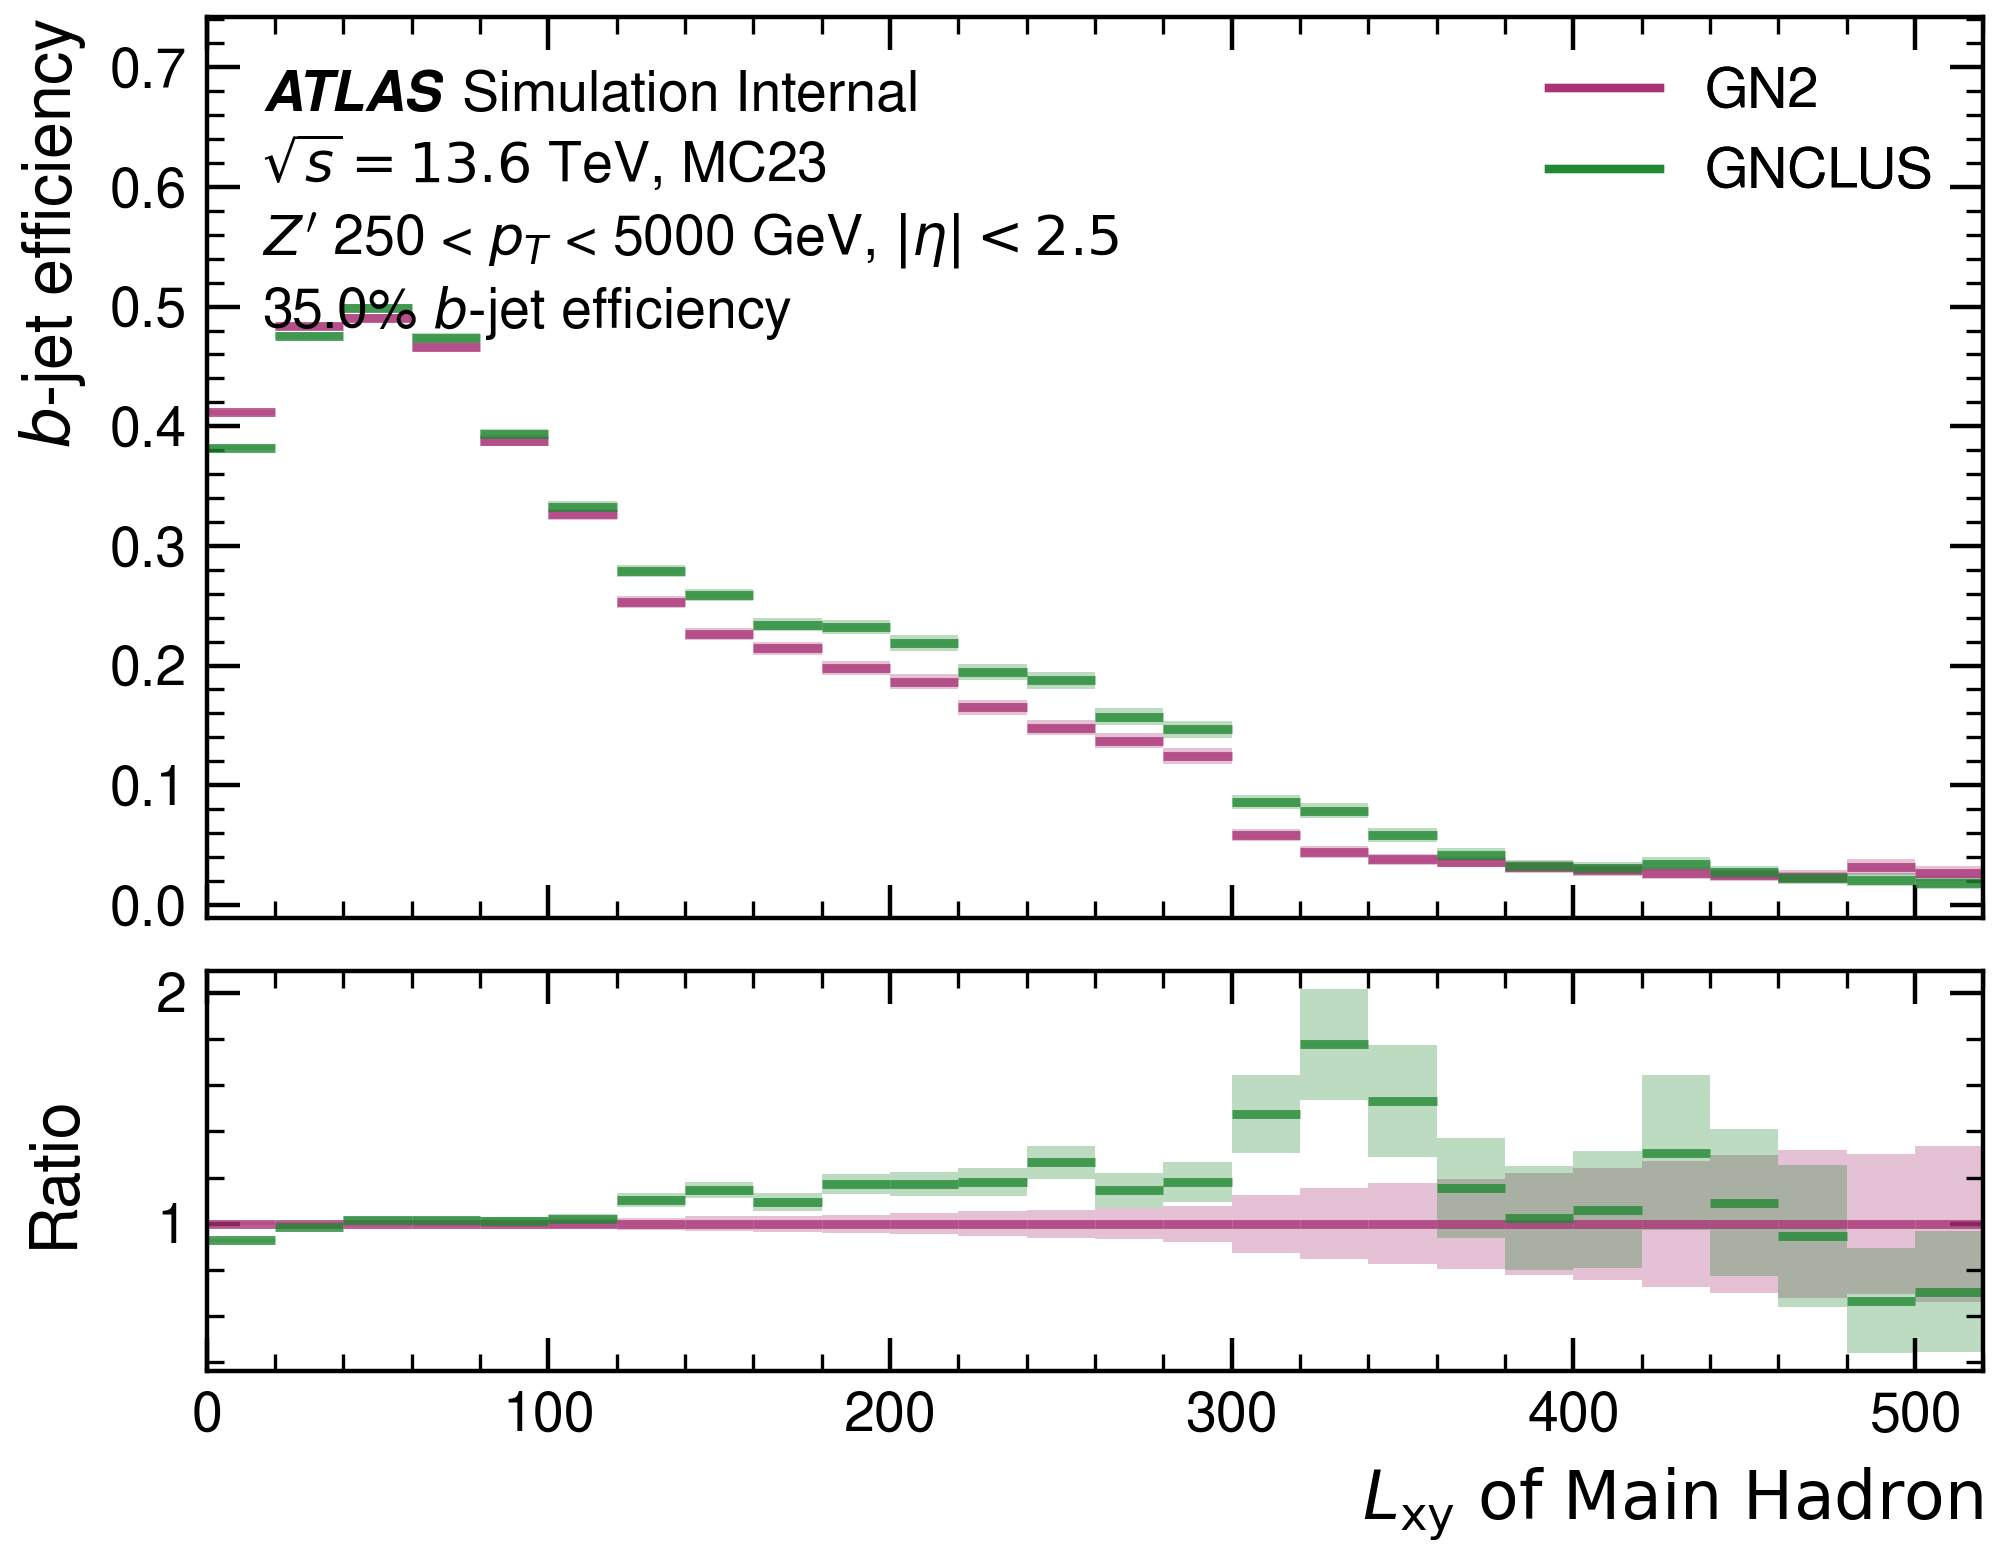 b-jet efficiency
0.7
0.6
0.5
0.4
0.3
0.2
0.1
0.0
ATLAS Simulation Internal
√s = 13.6 TeV, MC23
Z′ 250 < p_T < 5000 GeV, |η| < 2.5
35.0% b-jet efficiency
GN2
GNCLUS
Ratio
2
1
0 100 200 300 400 500
L_xy of Main Hadron